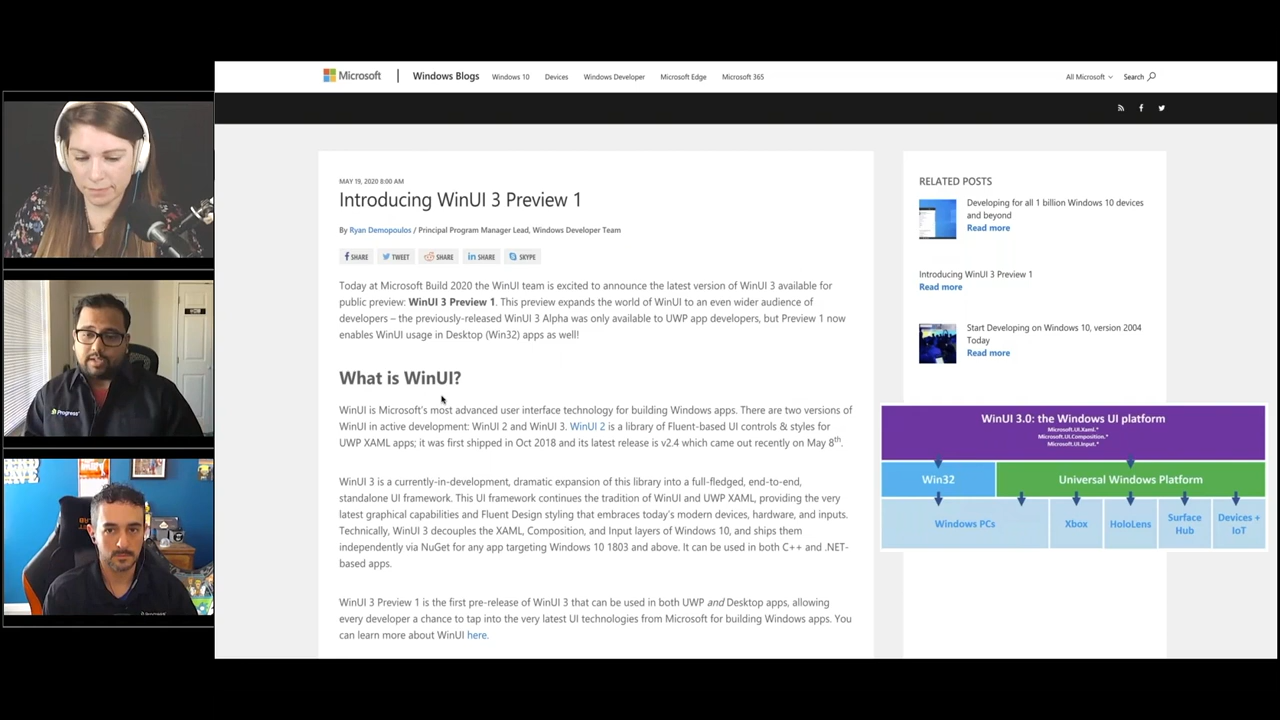 Microsoft | Windows Blogs Windows 10 Devices Windows Developer Microsoft Edge Microsoft 365 All Microsoft Search
MAY 19, 2020 8:00 AM
Introducing WinUI 3 Preview 1
By Ryan Demopoulos / Principal Program Manager Lead, Windows Developer Team
SHARE TWEET SHARE SHARE SKYPE
Today at Microsoft Build 2020 the WinUI team is excited to announce the latest version of WinUI 3 available for
public preview: WinUI 3 Preview 1. This preview expands the world of WinUI to an even wider audience of
developers – the previously-released WinUI 3 Alpha was only available to UWP app developers, but Preview 1 now
enables WinUI usage in Desktop (Win32) apps as well!
What is WinUI?
WinUI is Microsoft's most advanced user interface technology for building Windows apps. There are two versions of
WinUI in active development: WinUI 2 and WinUI 3. WinUI 2 is a library of Fluent-based UI controls & styles for
UWP XAML apps; it was first shipped in Oct 2018 and its latest release is v2.4 which came out recently on May 8th.
WinUI 3 is a currently-in-development, dramatic expansion of this library into a full-fledged, end-to-end,
standalone UI framework. This UI framework continues the tradition of WinUI and UWP XAML, providing the very
latest graphical capabilities and Fluent Design styling that embraces today's modern devices, hardware, and inputs.
Technically, WinUI 3 decouples the XAML, Composition, and Input layers of Windows 10, and ships them
independently via NuGet for any app targeting Windows 10 1803 and above. It can be used in both C++ and .NET-
based apps.
WinUI 3 Preview 1 is the first pre-release of WinUI 3 that can be used in both UWP and Desktop apps, allowing
every developer a chance to tap into the very latest UI technologies from Microsoft for building Windows apps. You
can learn more about WinUI here.
RELATED POSTS
Developing for all 1 billion Windows 10 devices
and beyond
Read more
Introducing WinUI 3 Preview 1
Read more
Start Developing on Windows 10, version 2004
Today
Read more
WinUI 3.0: the Windows UI platform
Microsoft.UI.Xaml.*
Microsoft.UI.Composition.*
Microsoft.UI.Input.*
Win32 Universal Windows Platform
Windows PCs Xbox HoloLens Surface
Hub Devices +
IoT
Progress